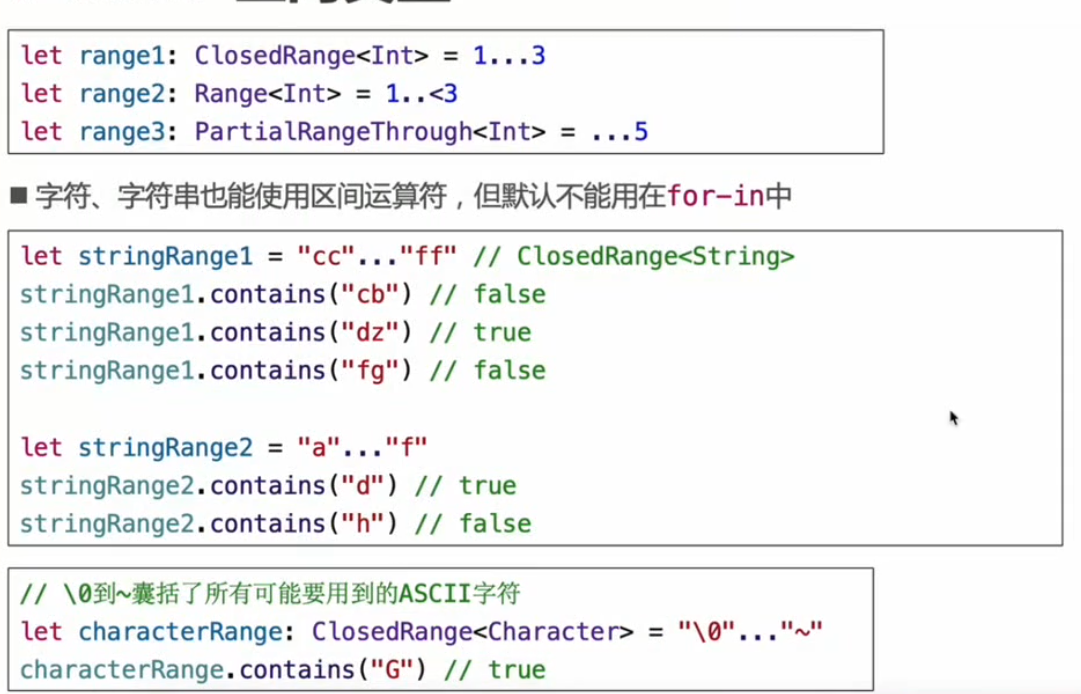 let range1: ClosedRange<Int> = 1...3
let range2: Range<Int> = 1..<3
let range3: PartialRangeThrough<Int> = ...5
■ 字符、字符串也能使用区间运算符，但默认不能用在for-in中
let stringRange1 = "cc"..."ff" // ClosedRange<String>
stringRange1.contains("cb") // false
stringRange1.contains("dz") // true
stringRange1.contains("fg") // false
let stringRange2 = "a"..."f"
stringRange2.contains("d") // true
stringRange2.contains("h") // false
// \0到~囊括了所有可能要用到的ASCII字符
let characterRange: ClosedRange<Character> = "\0"..."~"
characterRange.contains("G") // true